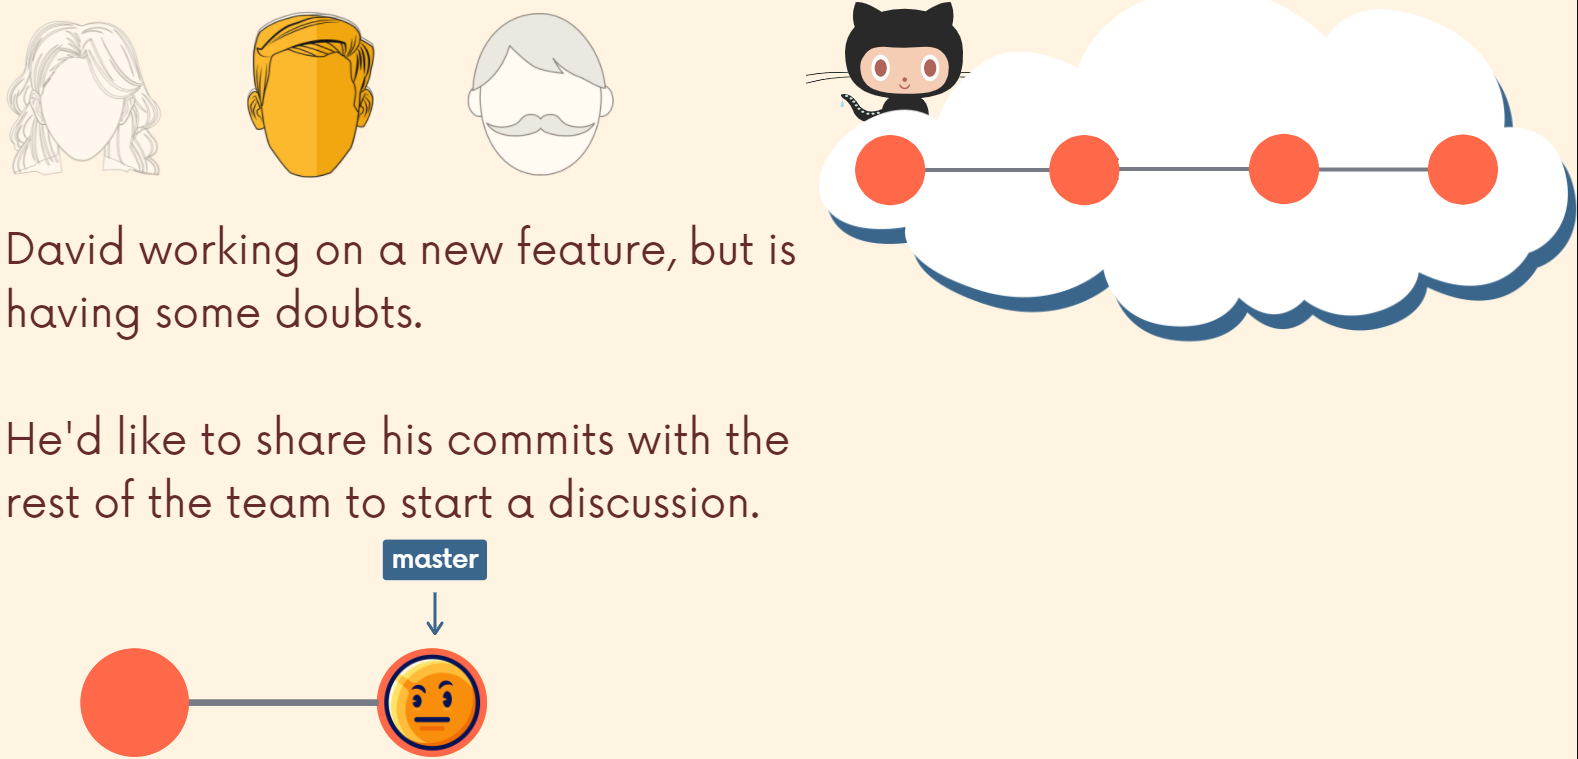 David working on a new feature, but is
having some doubts.
He'd like to share his commits with the
rest of the team to start a discussion.
master